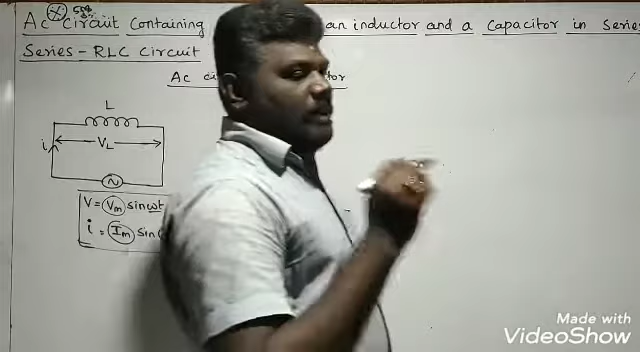 Ac circuit containing an inductor and a capacitor in series
Series - RLC circuit
Ac
L
i
VL
V = Vm sinωt
i = Im sin(
Made with
VideoShow